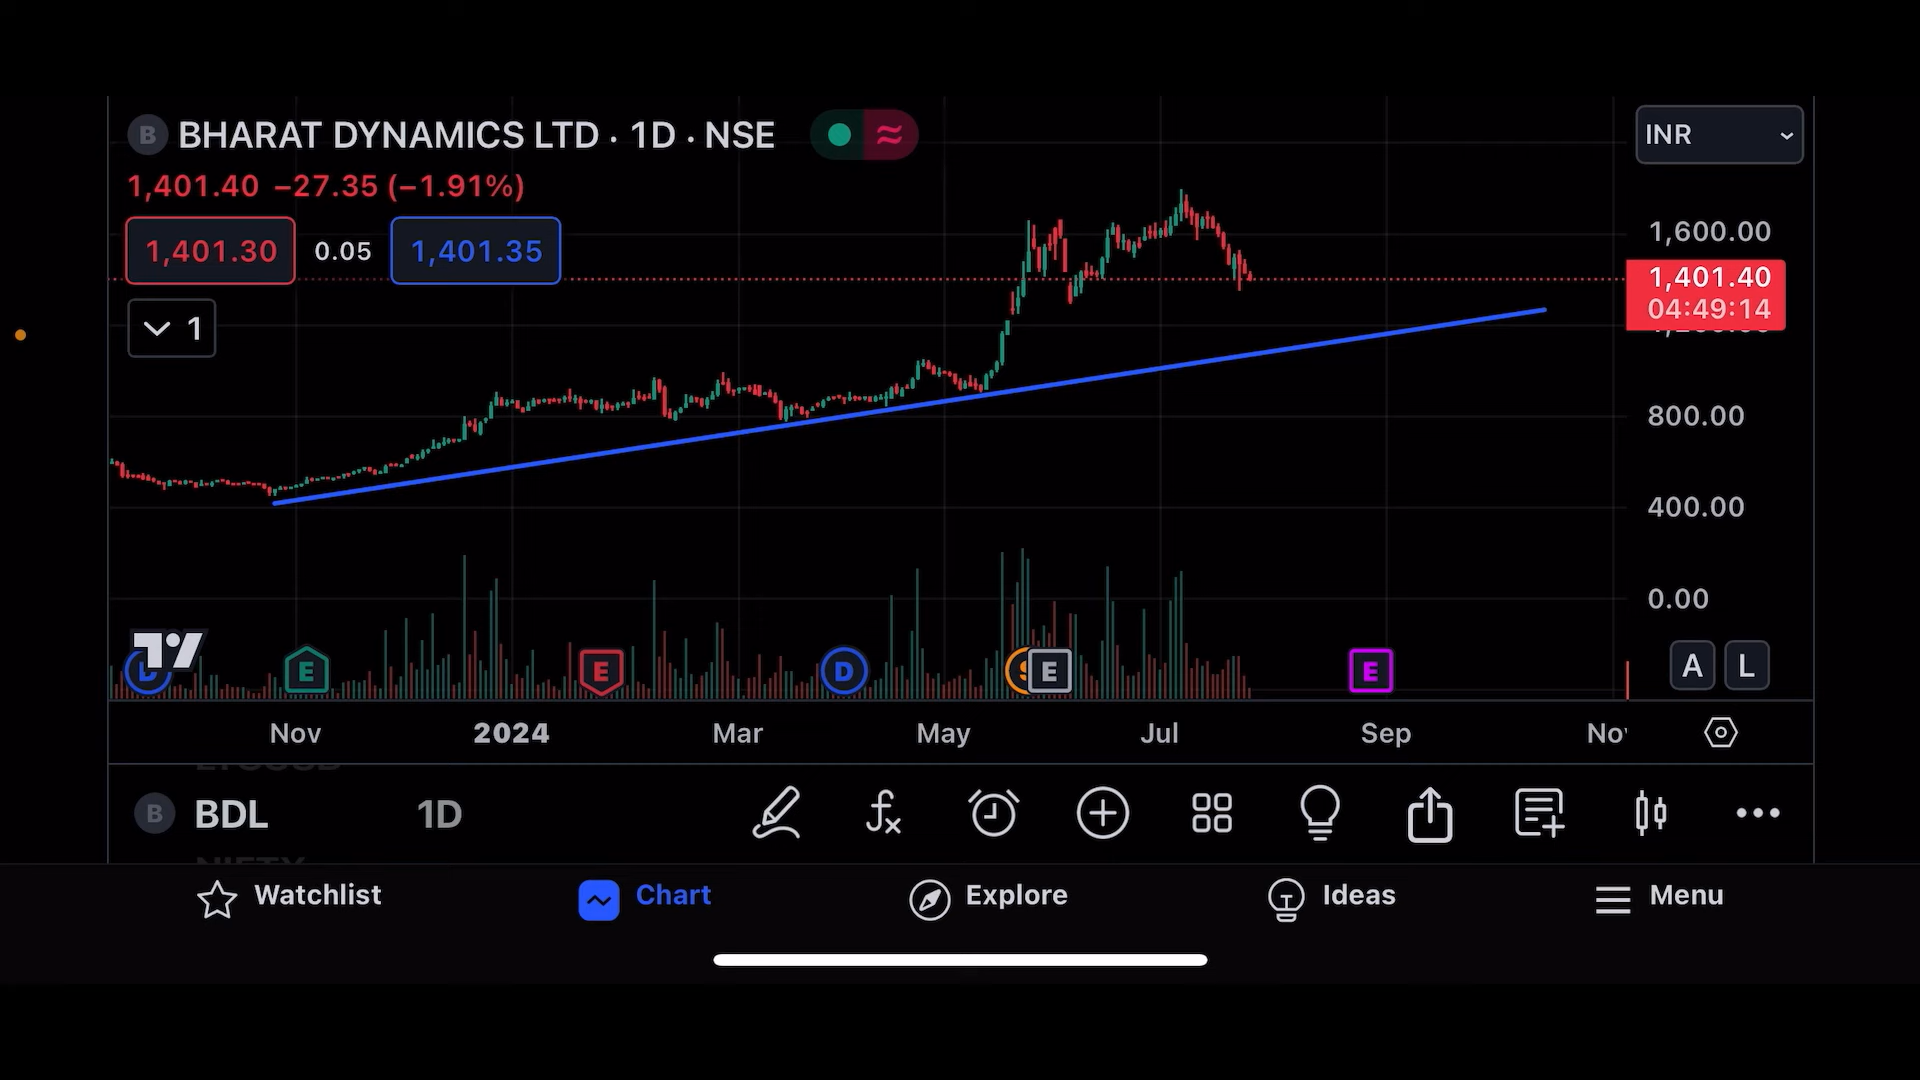 B BHARAT DYNAMICS LTD · 1D · NSE
INR
1,401.40 −27.35 (−1.91%)
1,401.30 0.05 1,401.35
1
1,600.00
1,401.40
04:49:14
800.00
400.00
0.00
TV
E E D E E
A L
Nov 2024 Mar May Jul Sep Nov
B BDL 1D
fx
Watchlist Chart Explore Ideas Menu